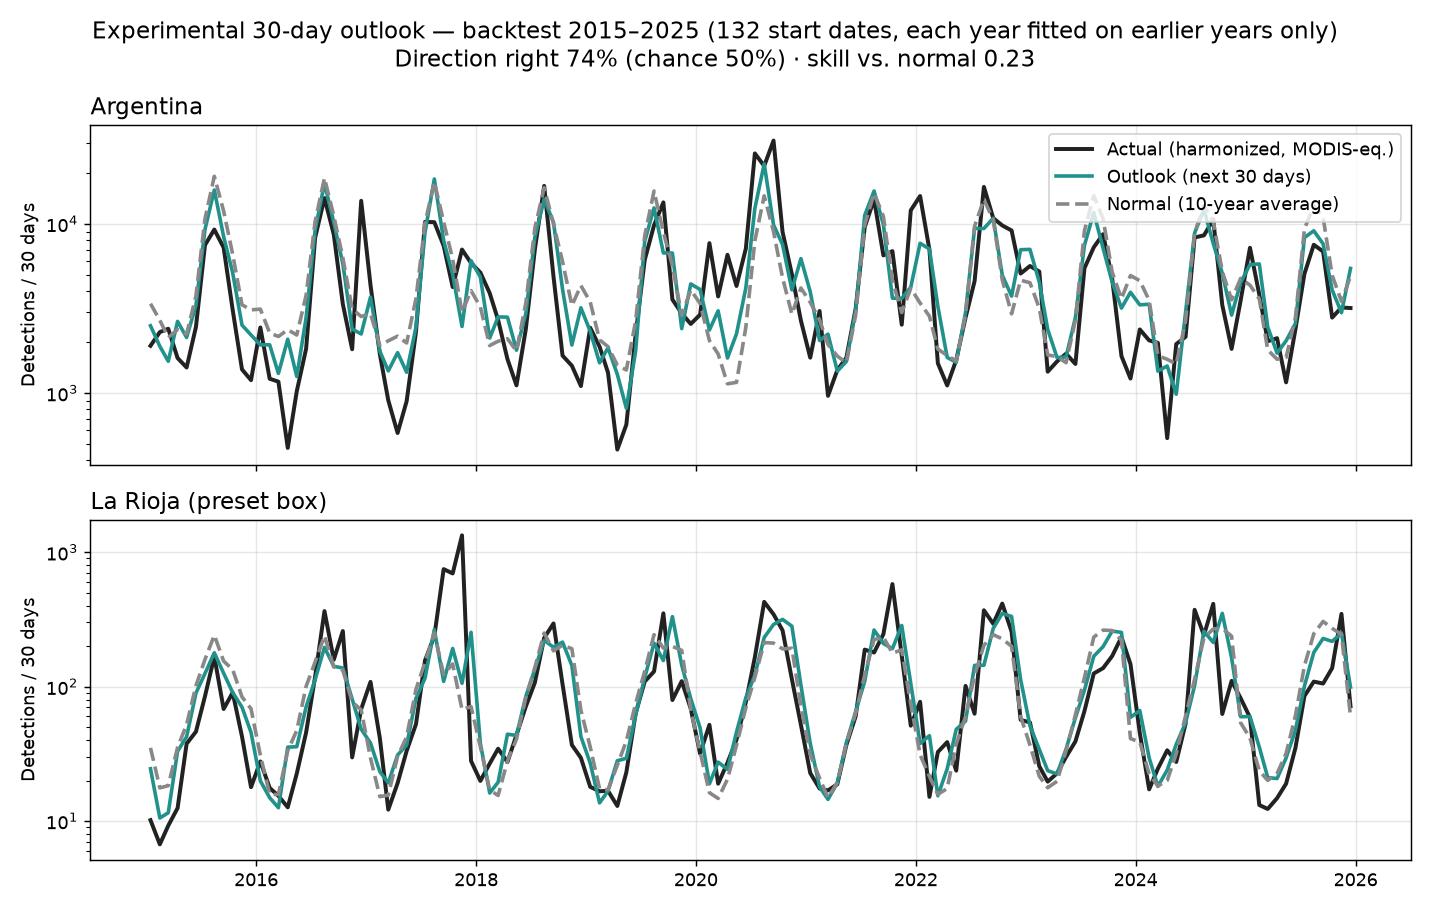 Experimental 30-day outlook — backtest 2015–2025 (132 start dates, each year fitted on earlier years only)
Direction right 74% (chance 50%) · skill vs. normal 0.23
Argentina
Actual (harmonized, MODIS-eq.)
Outlook (next 30 days)
Normal (10-year average)
Detections / 30 days
10⁴
10³
La Rioja (preset box)
Detections / 30 days
10³
10²
10¹
2016 2018 2020 2022 2024 2026